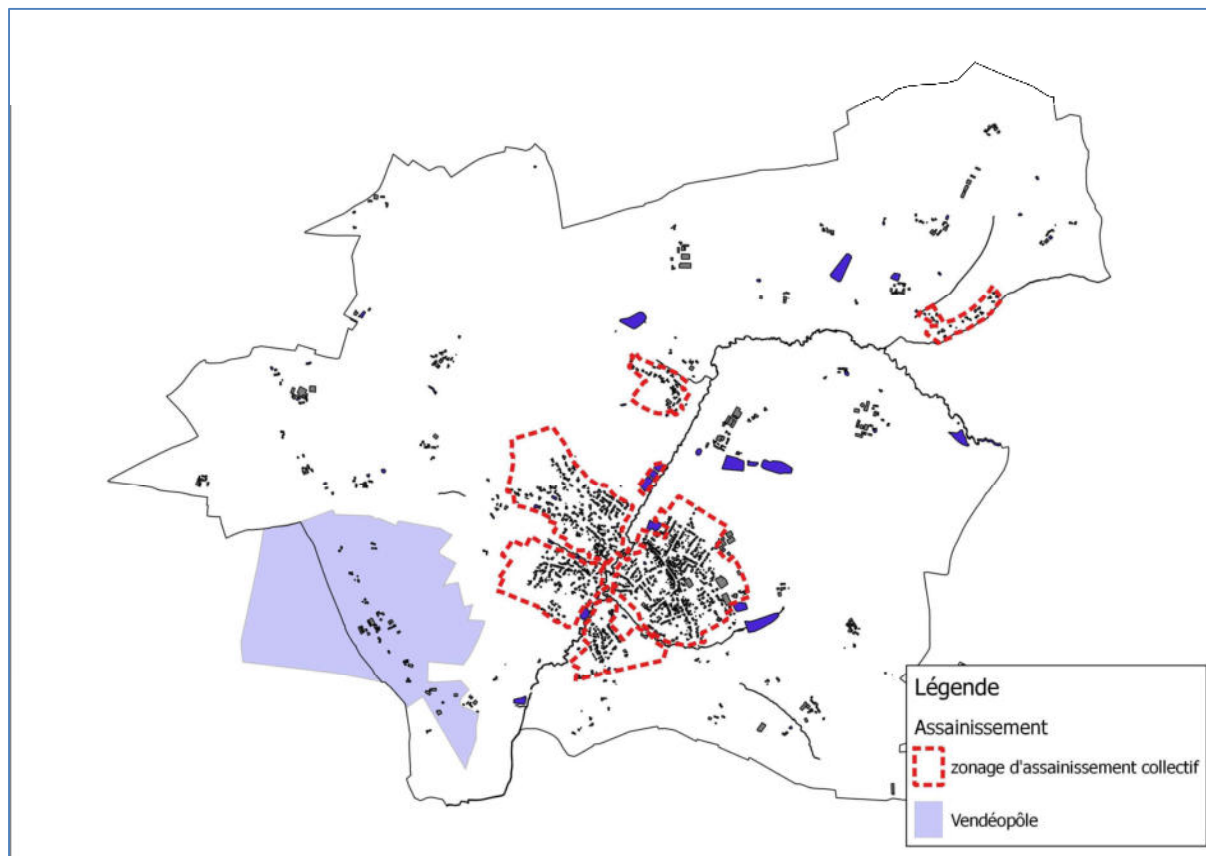 Légende
Assainissement
zonage d'assainissement collectif
Vendéopôle